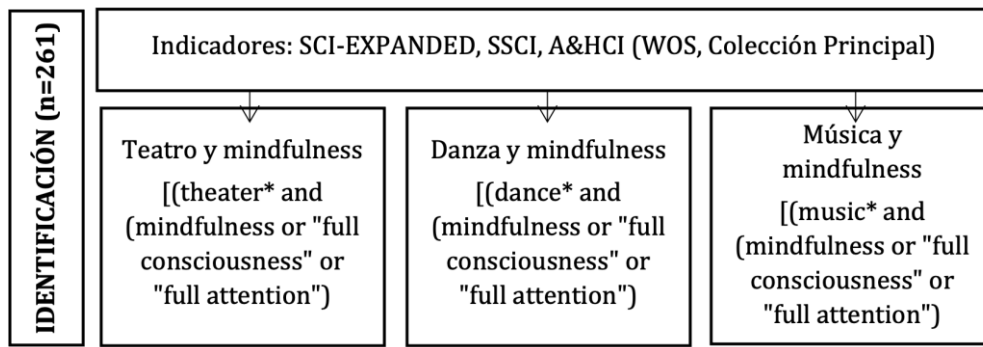 IDENTIFICACIÓN (n=261)
Indicadores: SCI-EXPANDED, SSCI, A&HCI (WOS, Colección Principal)
Teatro y mindfulness
[(theater* and
(mindfulness or "full
consciousness" or
"full attention")
Danza y mindfulness
[(dance* and
(mindfulness or "full
consciousness" or
"full attention")
Música y
mindfulness
[(music* and
(mindfulness or "full
consciousness" or
"full attention")